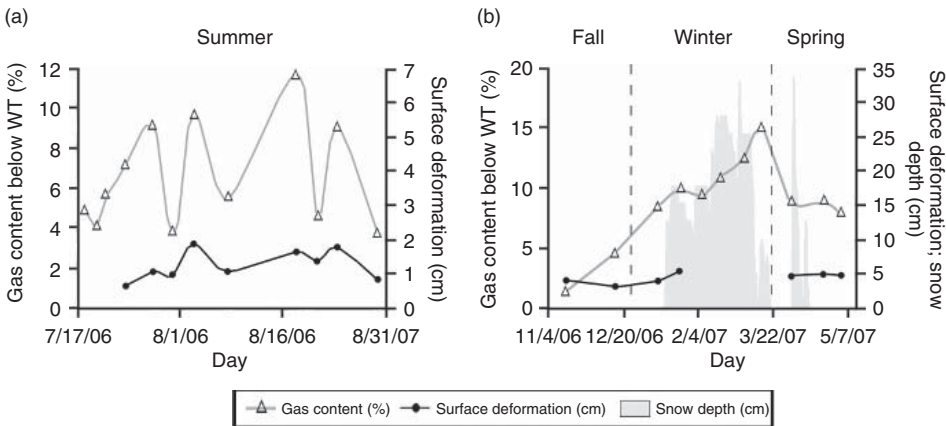 (a)
Summer
Gas content below WT (%)
12
10
8
6
4
2
0
7
6
5
4
3
2
1
0
Surface deformation
(cm)
7/17/06
8/1/06
8/16/06
8/31/07
Day
(b)
Fall
Winter
Spring
Gas content below WT (%)
20
15
10
5
0
35
30
25
20
15
10
5
0
Surface deformation; snow
depth (cm)
11/4/06
12/20/06
2/4/07
3/22/07
5/7/07
Day
Gas content (%)
Surface deformation (cm)
Snow depth (cm)